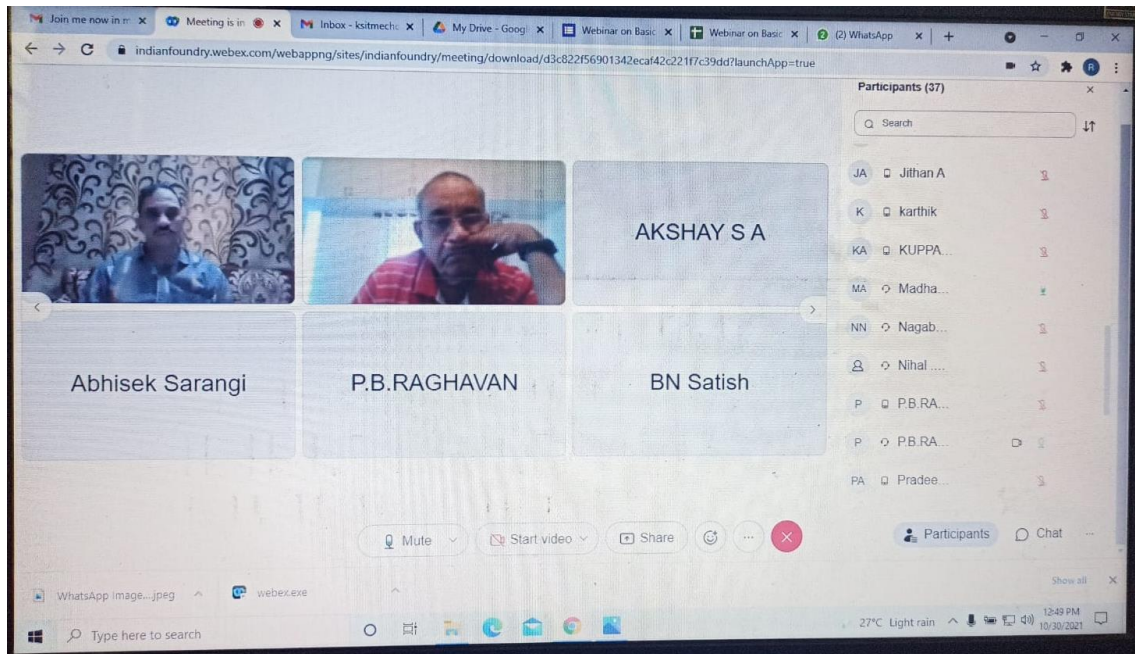 Join me now in m
Meeting is in
Inbox - ksitmech
My Drive - Googl
Webinar on Basic
Webinar on Basic
(2) WhatsApp
indianfoundry.webex.com/webappng/sites/indianfoundry/meeting/download/d3c822f56901342ecaf42c221f7c39dd?launchApp=true
R
Participants (37)
Search
JA Jithan A
K karthik
KA KUPPA...
MA Madha...
NN Nagab...
Nihal ....
P P.B.RA...
P P.B.RA...
PA Pradee...
AKSHAY S A
Abhisek Sarangi
P.B.RAGHAVAN
BN Satish
Mute
Start video
Share
Participants
Chat
WhatsApp Image....jpeg
webex.exe
Show all
Type here to search
27°C Light rain
12:49 PM
10/30/2021